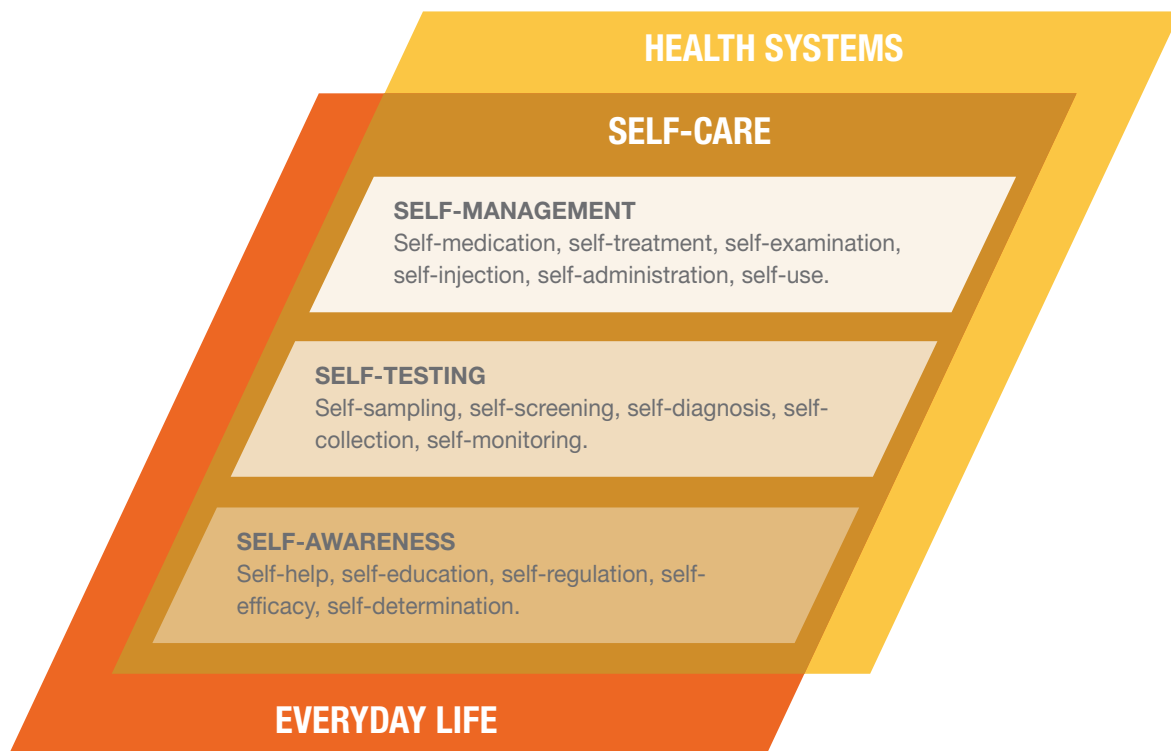 HEALTH SYSTEMS
SELF-CARE
SELF-MANAGEMENT
Self-medication, self-treatment, self-examination,
self-injection, self-administration, self-use.
SELF-TESTING
Self-sampling, self-screening, self-diagnosis, self-
collection, self-monitoring.
SELF-AWARENESS
Self-help, self-education, self-regulation, self-
efficacy, self-determination.
EVERYDAY LIFE